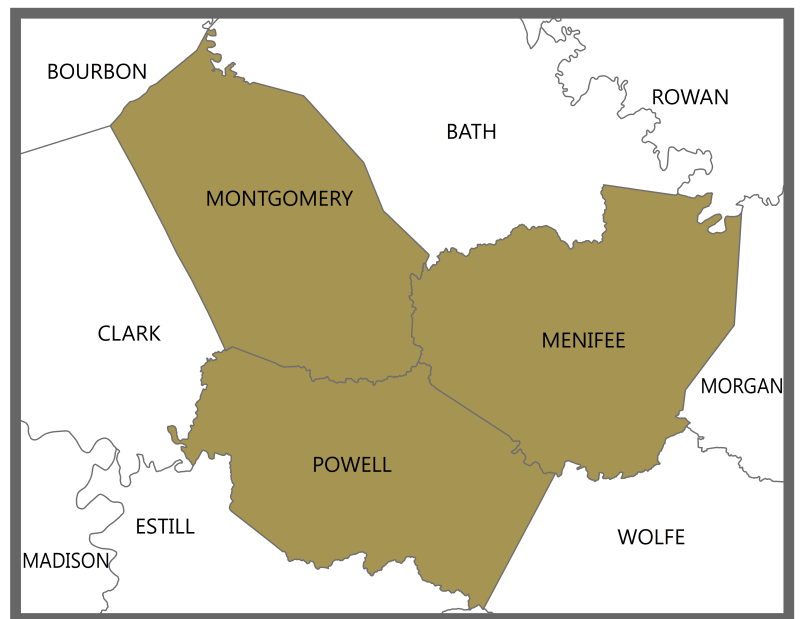 BOURBON
ROWAN
BATH
MONTGOMERY
CLARK
MENIFEE
MORGAN
POWELL
ESTILL
WOLFE
MADISON